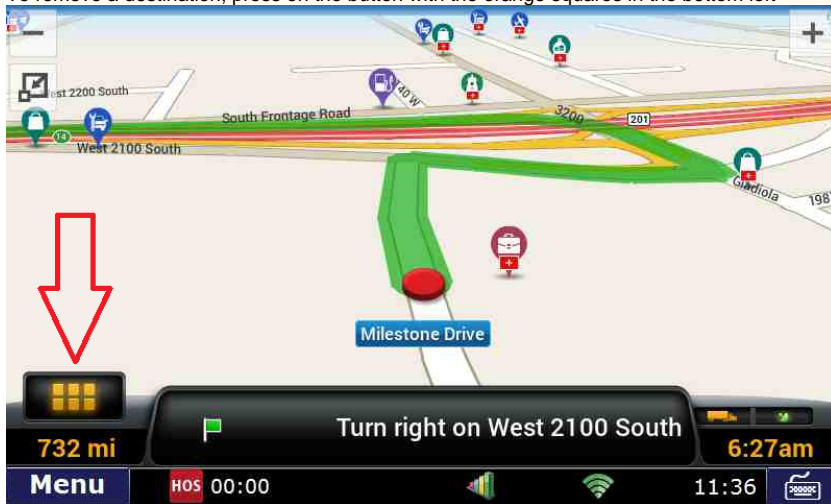 To remove a destination, press on the button with the orange squares in the bottom left
West 2200 South
South Frontage Road
40 W
3200
201
14
West 2100 South
Gladiola
198
Milestone Drive
Turn right on West 2100 South
732 mi
6:27am
Menu
HOS 00:00
11:36